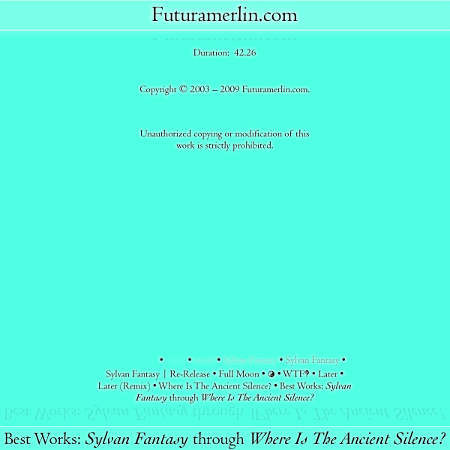 Futuramerlin.com
Duration: 42.26
Copyright © 2003 – 2009 Futuramerlin.com.
Unauthorized copying or modification of this
work is strictly prohibited.
• • • • Sylvan Fantasy •
Sylvan Fantasy | Re-Release • Full Moon • ◕ • WTF‽ • Later •
Later (Remix) • Where Is The Ancient Silence? • Best Works: Sylvan
Fantasy through Where Is The Ancient Silence?
Best Works: Sylvan Fantasy through Where Is The Ancient Silence?